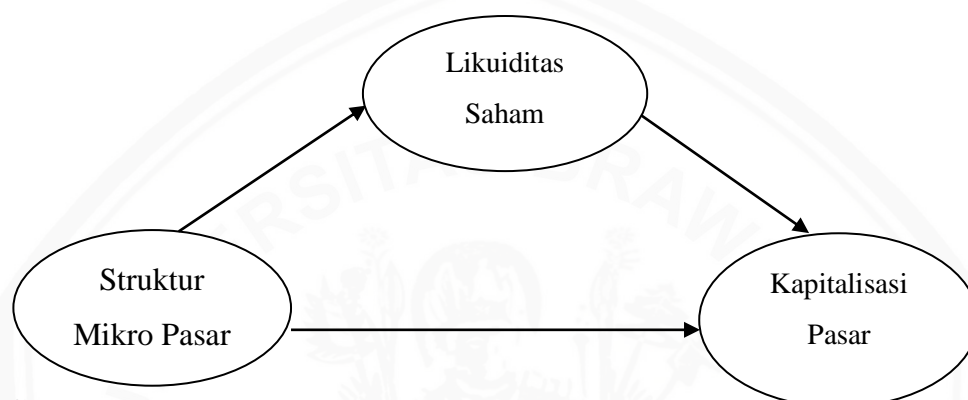 Likuiditas
Saham
Struktur
Mikro Pasar
Kapitalisasi
Pasar